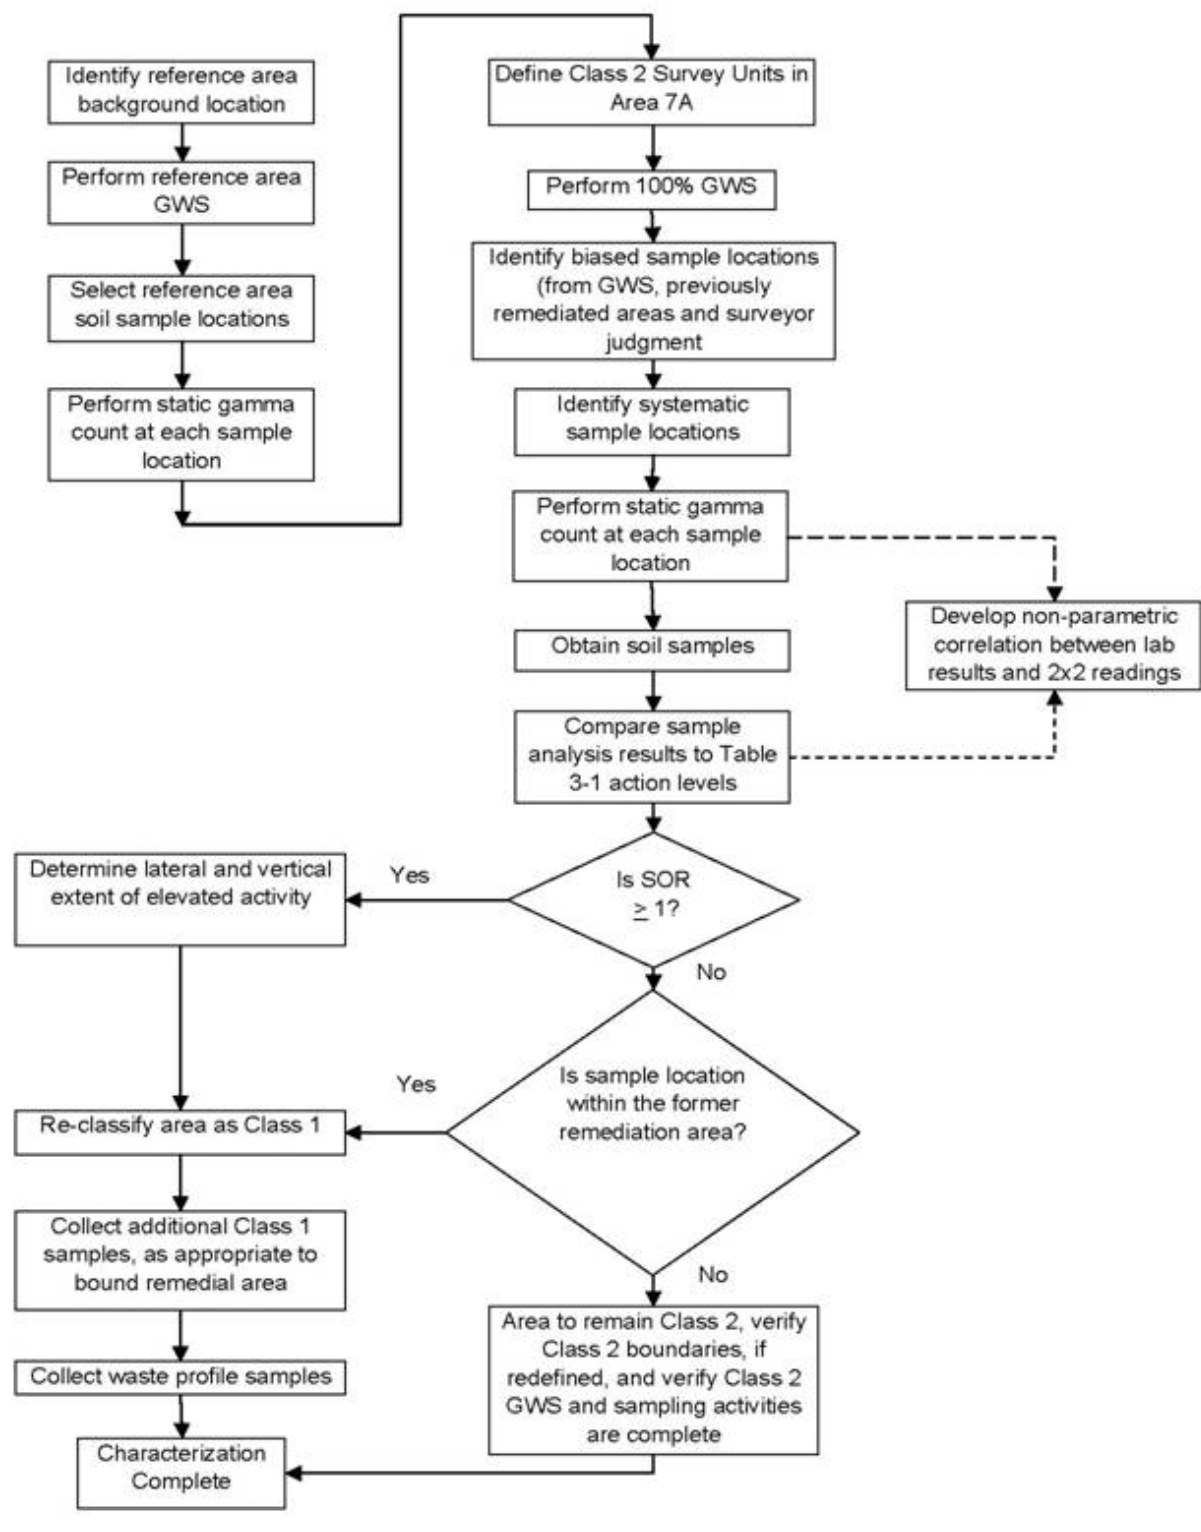 Identify reference area
background location
Perform reference area
GWS
Select reference area
soil sample locations
Perform static gamma
count at each sample
location
Define Class 2 Survey Units in
Area 7A
Perform 100% GWS
Identify biased sample locations
(from GWS, previously
remediated areas and surveyor
judgment
Identify systematic
sample locations
Perform static gamma
count at each sample
location
Develop non-parametric
correlation between lab
results and 2x2 readings
Obtain soil samples
Compare sample
analysis results to Table
3-1 action levels
Is SOR
≥ 1?
Yes
Determine lateral and vertical
extent of elevated activity
No
Is sample location
within the former
remediation area?
Yes
Re-classify area as Class 1
Collect additional Class 1
samples, as appropriate to
bound remedial area
Collect waste profile samples
No
Area to remain Class 2, verify
Class 2 boundaries, if
redefined, and verify Class 2
GWS and sampling activities
are complete
Characterization
Complete